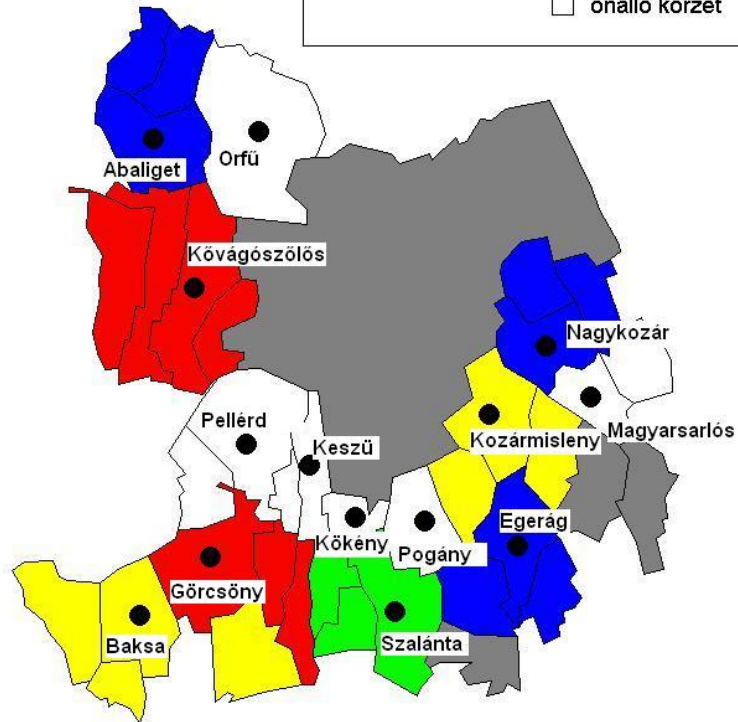 önálló körzet
Orfű
Abaliget
Kővágószőlős
Nagykozár
Pellérd
Keszü
Kozármisleny
Magyarsarlós
Kökény
Pogány
Egerág
Görcsöny
Baksa
Szalánta